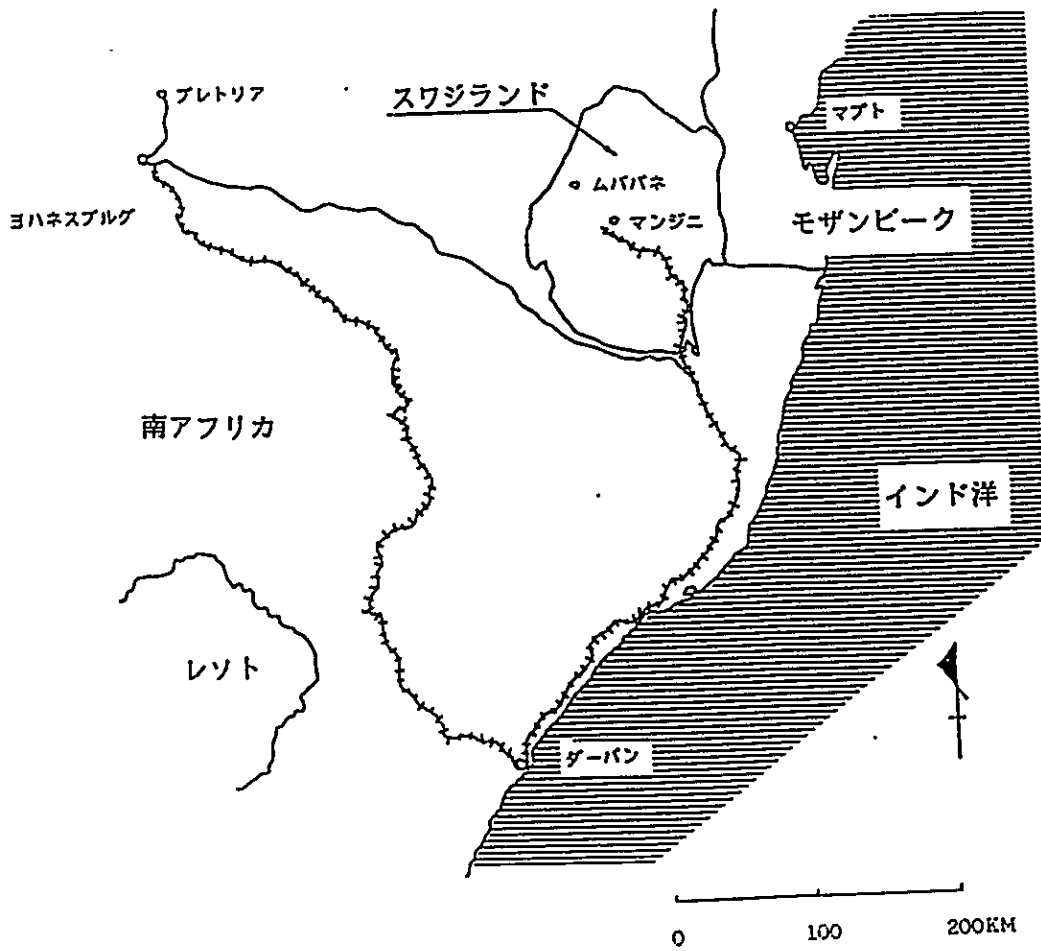 プレトリア
スワジランド
マプト
ムババネ
ヨハネスブルグ
マンジニ
モザンビーク
南アフリカ
インド洋
レソト
ダーバン
0 100 200KM